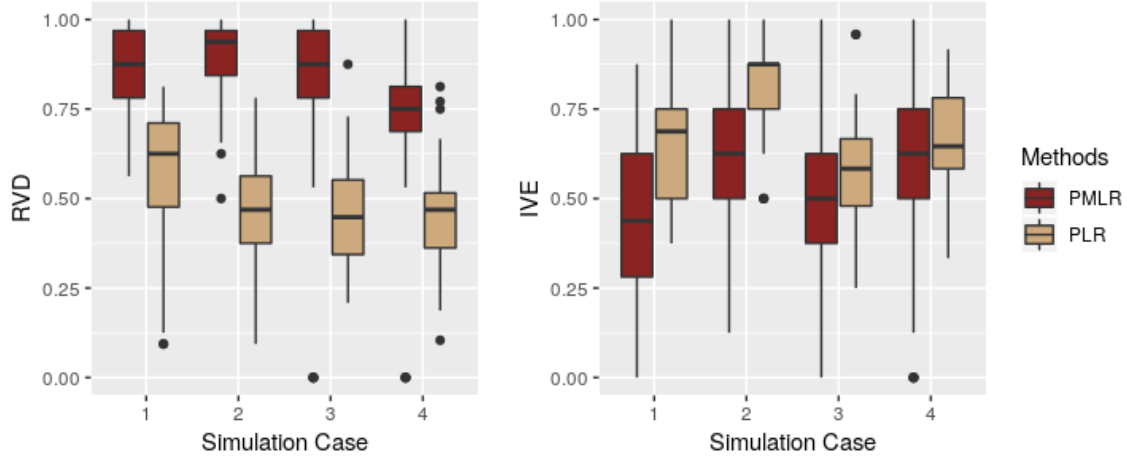 RVD
1.00
0.75
0.50
0.25
0.00
1 2 3 4
Simulation Case
IVE
1.00
0.75
0.50
0.25
0.00
1 2 3 4
Simulation Case
Methods
PMLR
PLR